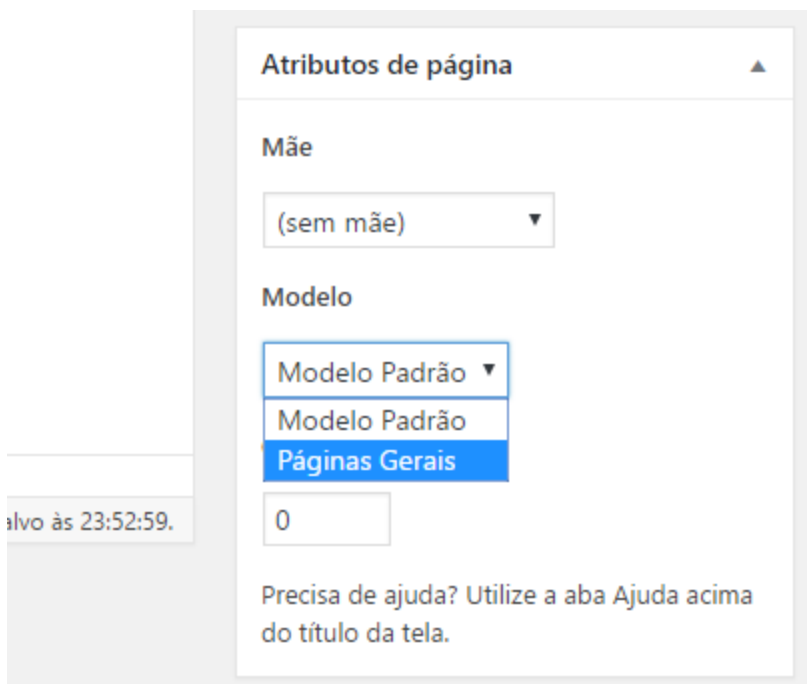 Atributos de página
Mãe
(sem mãe)
Modelo
Modelo Padrão
Modelo Padrão
Páginas Gerais
0
alvo às 23:52:59.
Precisa de ajuda? Utilize a aba Ajuda acima
do título da tela.